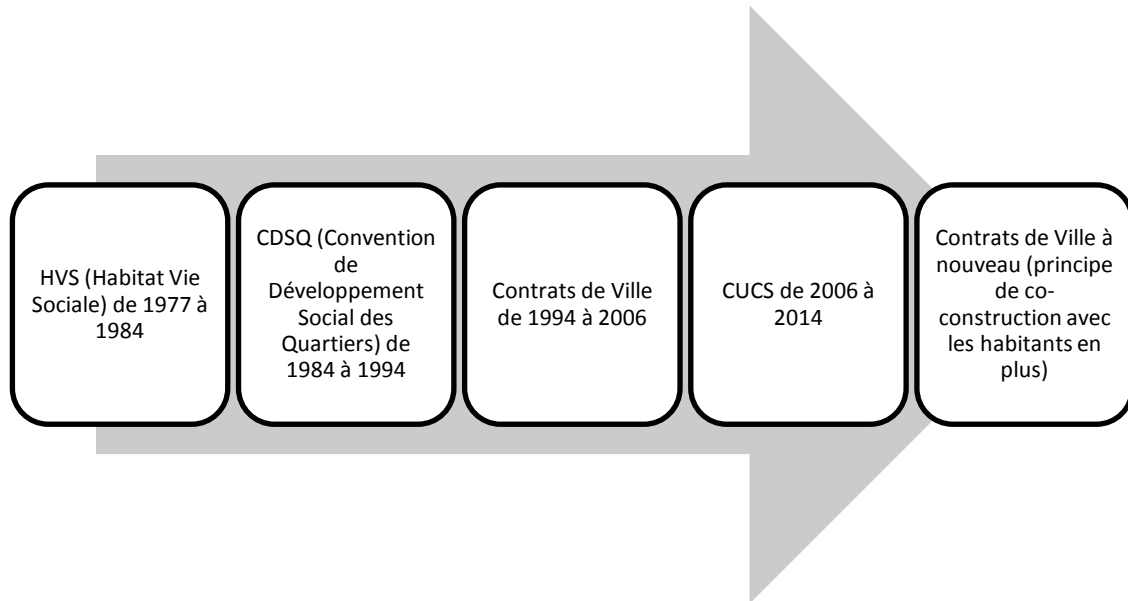 HVS (Habitat Vie
Sociale) de 1977 à
1984
CDSQ (Convention
de
Développement
Social des
Quartiers) de
1984 à 1994
Contrats de Ville
de 1994 à 2006
CUCS de 2006 à
2014
Contrats de Ville à
nouveau (principe
de co-
construction avec
les habitants en
plus)